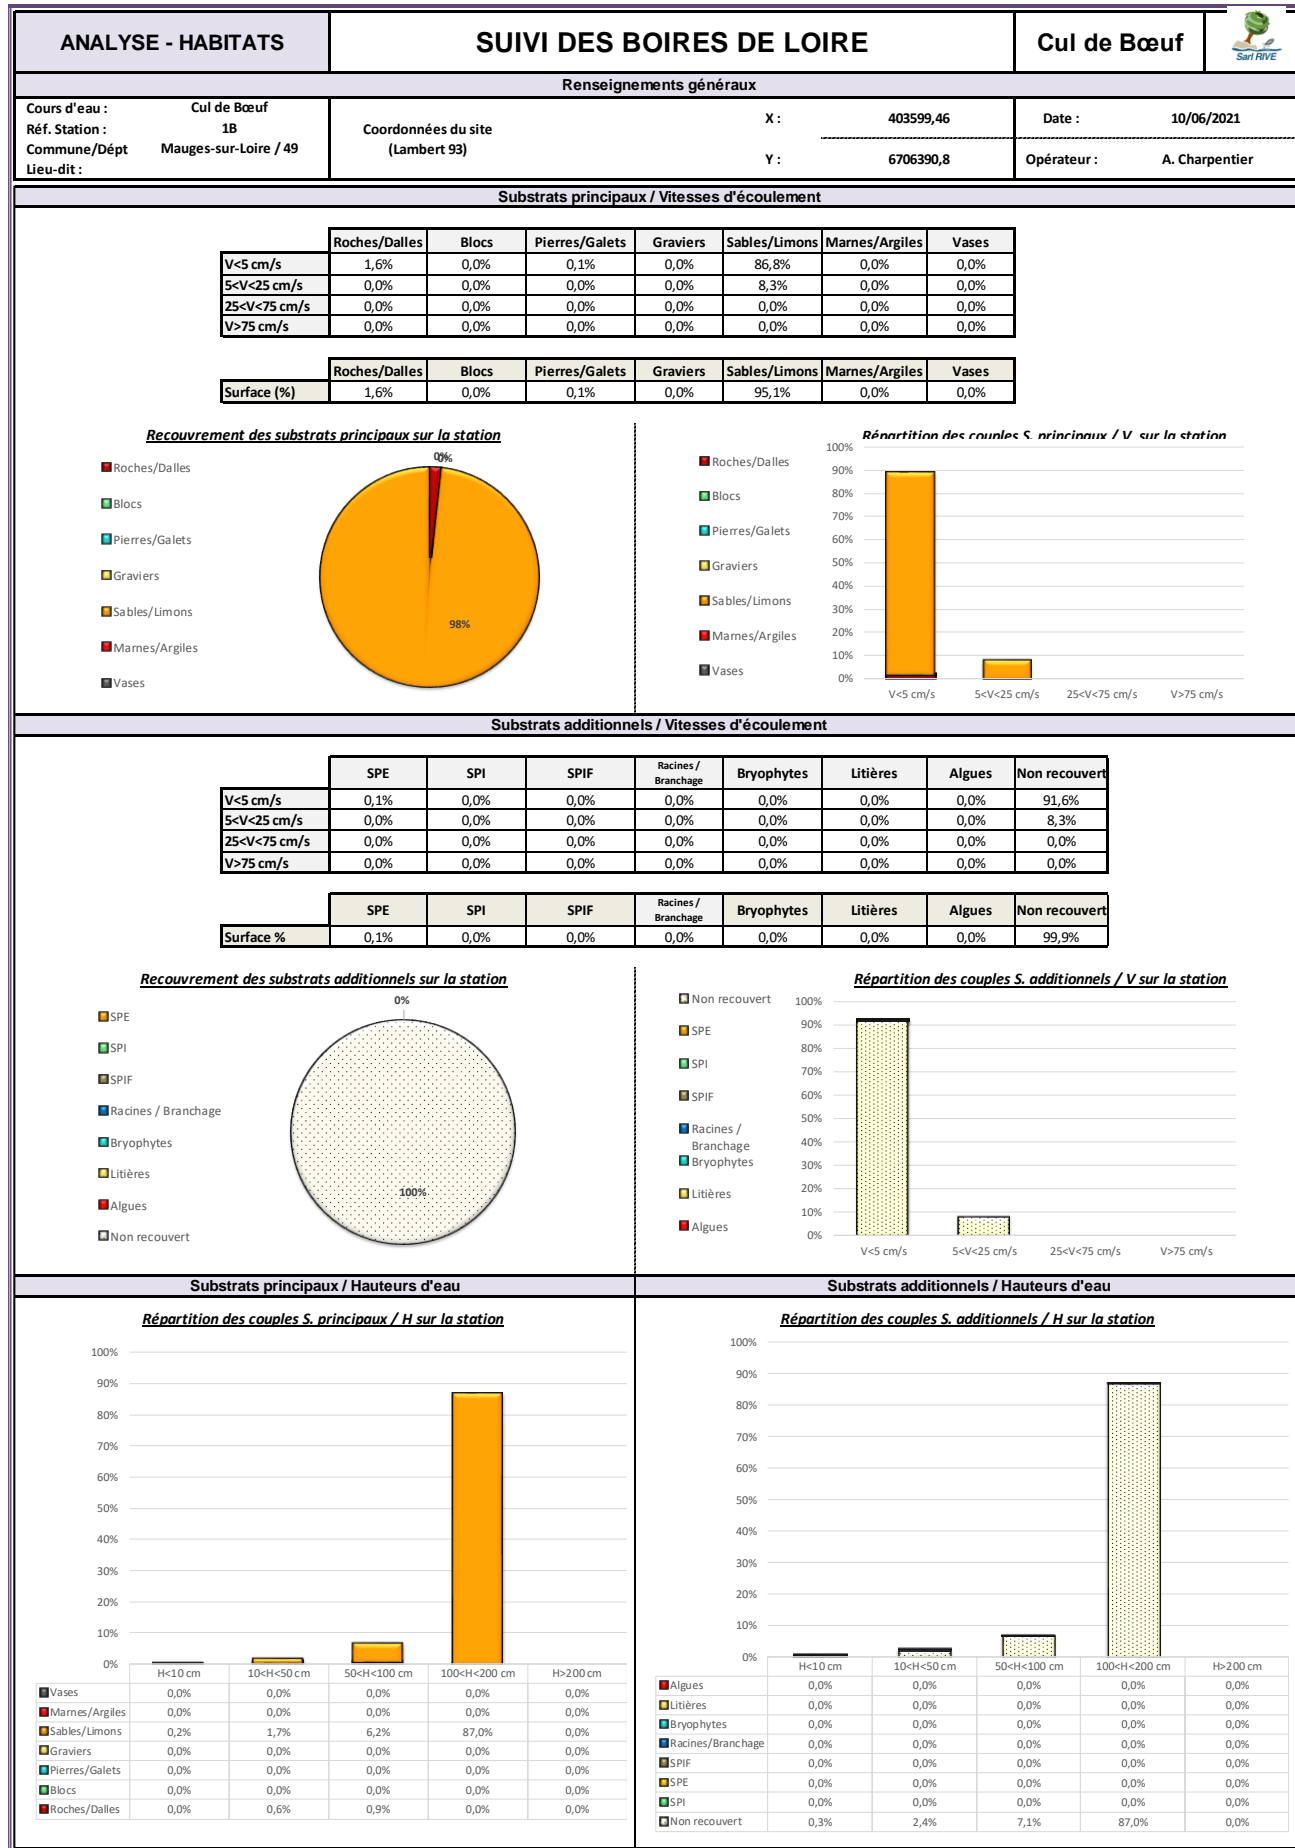 ANALYSE - HABITATS SUIVI DES BOIRES DE LOIRE Cul de Bœuf
Sarl RIVE
Renseignements généraux
Cours d'eau : Cul de Bœuf
Réf. Station : 1B
Commune/Dépt Mauges-sur-Loire / 49
Lieu-dit :
Coordonnées du site
(Lambert 93)
X : 403599,46
Y : 6706390,8
Date : 10/06/2021
Opérateur : A. Charpentier
Substrats principaux / Vitesses d'écoulement
Roches/Dalles Blocs Pierres/Galets Graviers Sables/Limons Marnes/Argiles Vases
V<5 cm/s 1,6% 0,0% 0,1% 0,0% 86,8% 0,0% 0,0%
5<V<25 cm/s 0,0% 0,0% 0,0% 0,0% 8,3% 0,0% 0,0%
25<V<75 cm/s 0,0% 0,0% 0,0% 0,0% 0,0% 0,0% 0,0%
V>75 cm/s 0,0% 0,0% 0,0% 0,0% 0,0% 0,0% 0,0%
Roches/Dalles Blocs Pierres/Galets Graviers Sables/Limons Marnes/Argiles Vases
Surface (%) 1,6% 0,0% 0,1% 0,0% 95,1% 0,0% 0,0%
Recouvrement des substrats principaux sur la station
Roches/Dalles
Blocs
Pierres/Galets
Graviers
Sables/Limons
Marnes/Argiles
Vases
0% 0%
98%
Répartition des couples S. principaux / V sur la station
Roches/Dalles
Blocs
Pierres/Galets
Graviers
Sables/Limons
Marnes/Argiles
Vases
100%
90%
80%
70%
60%
50%
40%
30%
20%
10%
0%
V<5 cm/s 5<V<25 cm/s 25<V<75 cm/s V>75 cm/s
Substrats additionnels / Vitesses d'écoulement
SPE SPI SPIF Racines / Branchage Bryophytes Litières Algues Non recouvert
V<5 cm/s 0,1% 0,0% 0,0% 0,0% 0,0% 0,0% 0,0% 91,6%
5<V<25 cm/s 0,0% 0,0% 0,0% 0,0% 0,0% 0,0% 0,0% 8,3%
25<V<75 cm/s 0,0% 0,0% 0,0% 0,0% 0,0% 0,0% 0,0% 0,0%
V>75 cm/s 0,0% 0,0% 0,0% 0,0% 0,0% 0,0% 0,0% 0,0%
SPE SPI SPIF Racines / Branchage Bryophytes Litières Algues Non recouvert
Surface % 0,1% 0,0% 0,0% 0,0% 0,0% 0,0% 0,0% 99,9%
Recouvrement des substrats additionnels sur la station
SPE
SPI
SPIF
Racines / Branchage
Bryophytes
Litières
Algues
Non recouvert
0%
100%
Répartition des couples S. additionnels / V sur la station
Non recouvert
SPE
SPI
SPIF
Racines /
Branchage
Bryophytes
Litières
Algues
100%
90%
80%
70%
60%
50%
40%
30%
20%
10%
0%
V<5 cm/s 5<V<25 cm/s 25<V<75 cm/s V>75 cm/s
Substrats principaux / Hauteurs d'eau
Répartition des couples S. principaux / H sur la station
100%
90%
80%
70%
60%
50%
40%
30%
20%
10%
0%
H<10 cm 10<H<50 cm 50<H<100 cm 100<H<200 cm H>200 cm
Vases 0,0% 0,0% 0,0% 0,0% 0,0%
Marnes/Argiles 0,0% 0,0% 0,0% 0,0% 0,0%
Sables/Limons 0,2% 1,7% 6,2% 87,0% 0,0%
Graviers 0,0% 0,0% 0,0% 0,0% 0,0%
Pierres/Galets 0,0% 0,0% 0,0% 0,0% 0,0%
Blocs 0,0% 0,0% 0,0% 0,0% 0,0%
Roches/Dalles 0,0% 0,6% 0,9% 0,0% 0,0%
Substrats additionnels / Hauteurs d'eau
Répartition des couples S. additionnels / H sur la station
100%
90%
80%
70%
60%
50%
40%
30%
20%
10%
0%
H<10 cm 10<H<50 cm 50<H<100 cm 100<H<200 cm H>200 cm
Algues 0,0% 0,0% 0,0% 0,0% 0,0%
Litières 0,0% 0,0% 0,0% 0,0% 0,0%
Bryophytes 0,0% 0,0% 0,0% 0,0% 0,0%
Racines/Branchage 0,0% 0,0% 0,0% 0,0% 0,0%
SPIF 0,0% 0,0% 0,0% 0,0% 0,0%
SPE 0,0% 0,0% 0,0% 0,0% 0,0%
SPI 0,0% 0,0% 0,0% 0,0% 0,0%
Non recouvert 0,3% 2,4% 7,1% 87,0% 0,0%